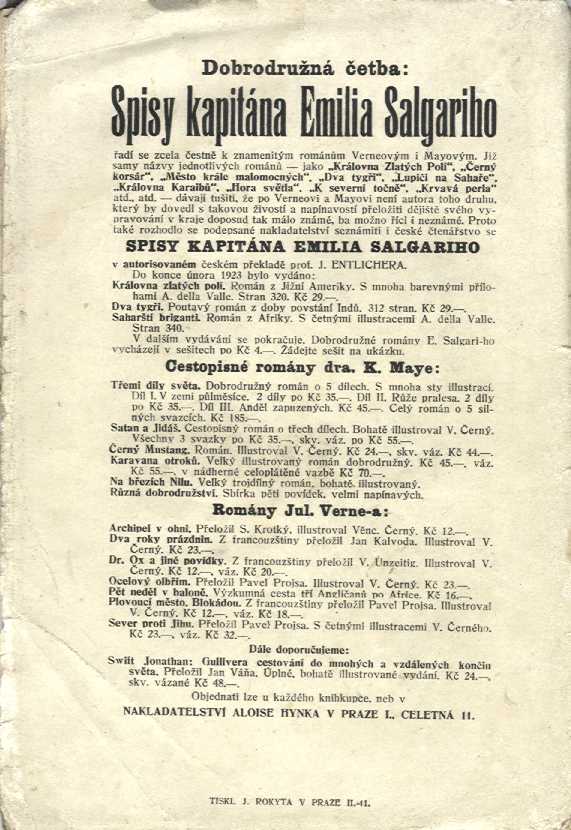 Dobrodružná četba:
Spisy kapitána Emilia Salgariho
řadí se zcela čestně k znamenitým románům Verneovým i Mayovým. Již
samy názvy jednotlivých románů — jako „Královna Zlatých Polí“, „Černý
korsár“, „Město krále malomocných“, „Dva tygři“, „Lupiči na Sahaře“,
„Královna Karaibů“, „Hora světla“, „K severní točně“, „Krvavá perla“
atd., atd. — dávají tušiti, že po Verneovi a Mayovi není autora toho druhu,
který by dovedl s takovou živostí a napínavostí přeložiti dějiště svého vy-
pravování v kraje doposud tak málo známé, ba možno říci i neznámé. Proto
také rozhodlo se podepsané nakladatelství seznámiti i české čtenářstvo se
SPISY KAPITÁNA EMILIA SALGARIHO
v autorisovaném českém překladě prof. J. ENTLICHERA.
Do konce února 1923 bylo vydáno:
Královna zlatých polí. Román z Jižní Ameriky. S mnoha barevnými přílo-
hami A. della Valle. Stran 320. Kč 29.—.
Dva tygři. Poutavý román z doby povstání Indů. 312 stran. Kč 29.—.
Saharští briganti. Román z Afriky. S četnými illustracemi A. della Valle.
Stran 340.
V dalším vydávání se pokračuje. Dobrodružné romány E. Salgari-ho
vycházejí v sešitech po Kč 4.—. Žádejte sešit na ukázku.
Cestopisné romány dra. K. Maye:
Třemi díly světa. Dobrodružný román o 5 dílech. S mnoha sty illustrací.
Díl I. V zemi půlměsíce. 2 díly po Kč 35.—. Díl II. Růže pralesa. 2 díly
po Kč 35.—. Díl III. Anděl zapuzených. Kč 45.—. Celý román o 5 sil-
ných svazcích. Kč 185.—.
Satan a Jidáš. Cestopisný román o třech dílech. Bohatě illustroval V. Černý.
Všechny 3 svazky po Kč 35.—, skv. váz. po Kč 55.—.
Černý Mustang. Román. Illustroval V. Černý. Kč 24.—, skv. váz. Kč 44.—.
Karavana otroků. Velký illustrovaný román dobrodružný. Kč 45.—, váz.
Kč 55.—, v nádherné celoplátěné vazbě Kč 70.—.
Na březích Nilu. Velký trojdílný román, bohatě illustrovaný.
Různá dobrodružství. Sbírka pěti povídek, velmi napínavých.
Romány Jul. Verne-a:
Archipel v ohni. Přeložil S. Krotký, illustroval Věnc. Černý. Kč 12.—.
Dva roky prázdnin. Z francouzštiny přeložil Jan Kalvoda. Illustroval V.
Černý. Kč 23.—.
Dr. Ox a jiné povídky. Z francouzštiny přeložil V. Unzeitig. Illustroval V.
Černý. Kč 12.—, váz. Kč 20.—.
Ocelový olbřím. Přeložil Pavel Projsa. Illustroval V. Černý. Kč 23.—.
Pět neděl v baloně. Výzkumná cesta tří Angličanů po Africe. Kč 16.—.
Plovoucí město. Blokádou. Z francouzštiny přeložil Pavel Projsa. Illustroval
V. Černý. Kč 12.—, váz. Kč 18.—.
Sever proti Jihu. Přeložil Pavel Projsa. S četnými illustracemi V. Černého.
Kč 23.—, váz. Kč 32.—.
Dále doporučujeme:
Swift Jonathan: Gullivera cestování do mnohých a vzdálených končin
světa. Přeložil Jan Váňa. Úplné, bohatě illustrované vydání. Kč 24.—,
skv. vázané Kč 48.—.
Objednati lze u každého knihkupce, neb v
NAKLADATELSTVÍ ALOISE HYNKA V PRAZE I., CELETNÁ 11.
TISKL J. ROKYTA V PRAZE II.-41.